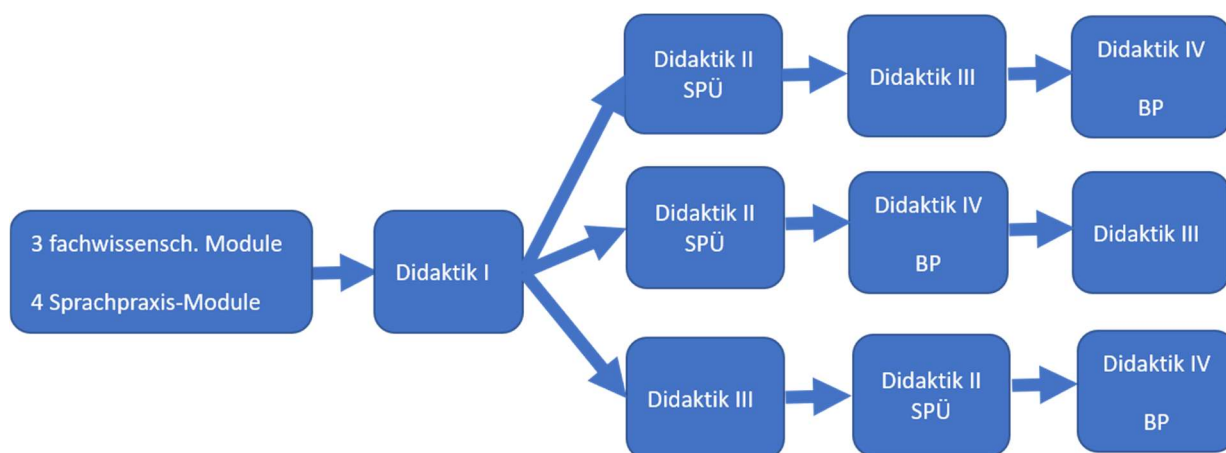 3 fachwissensch. Module
4 Sprachpraxis-Module
Didaktik I
Didaktik II
SPÜ
Didaktik III
Didaktik IV
BP
Didaktik II
SPÜ
Didaktik IV
BP
Didaktik III
Didaktik III
Didaktik II
SPÜ
Didaktik IV
BP